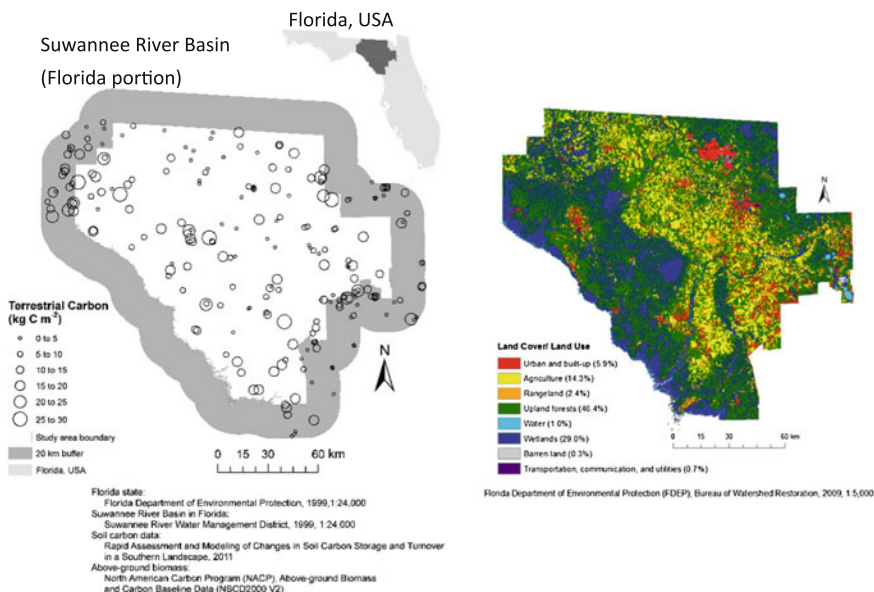 Florida, USA
Suwannee River Basin
(Florida portion)
Terrestrial Carbon
(kg C m-2)
0 to 5
5 to 10
10 to 15
15 to 20
20 to 25
25 to 30
Study area boundary
20 km buffer
Florida, USA
N
0 15 30 60 km
Florida state:
Florida Department of Environmental Protection, 1999,1:24,000
Suwannee River Basin in Florida:
Suwannee River Water Management District, 1999, 1:24,000
Soil carbon data:
Rapid Assessment and Modeling of Changes in Soil Carbon Storage and Turnover
in a Southern Landscape, 2011
Above-ground biomass:
North American Carbon Program (NACP), Above-ground Biomass
and Carbon Baseline Data (NBCD2000 V2)
N
Land Cover/ Land Use
Urban and built-up (5.9%)
Agriculture (14.3%)
Rangeland (2.4%)
Upland forests (46.4%)
Water (1.0%)
Wetlands (29.0%)
Barren land (0.3%)
Transportation, communication, and utilities (0.7%)
0 15 30 60 km
Florida Department of Environmental Protection (FDEP), Bureau of Watershed Restoration, 2009, 1:5,000